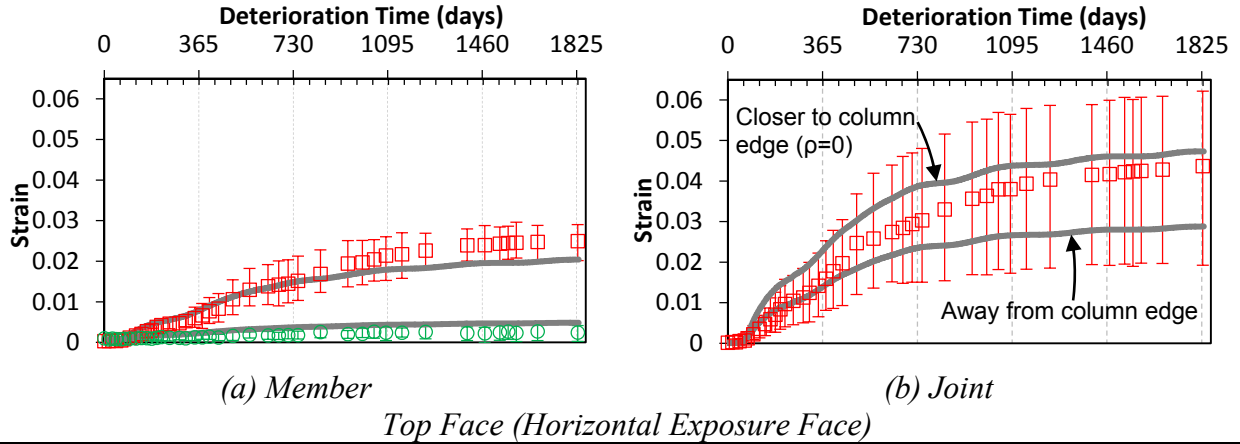 Deterioration Time (days)
0 365 730 1095 1460 1825
0.06
0.05
0.04
0.03
0.02
0.01
0
Strain
(a) Member
Deterioration Time (days)
0 365 730 1095 1460 1825
0.06
0.05
0.04
0.03
0.02
0.01
0
Strain
Closer to column
edge (ρ=0)
Away from column edge
(b) Joint
Top Face (Horizontal Exposure Face)